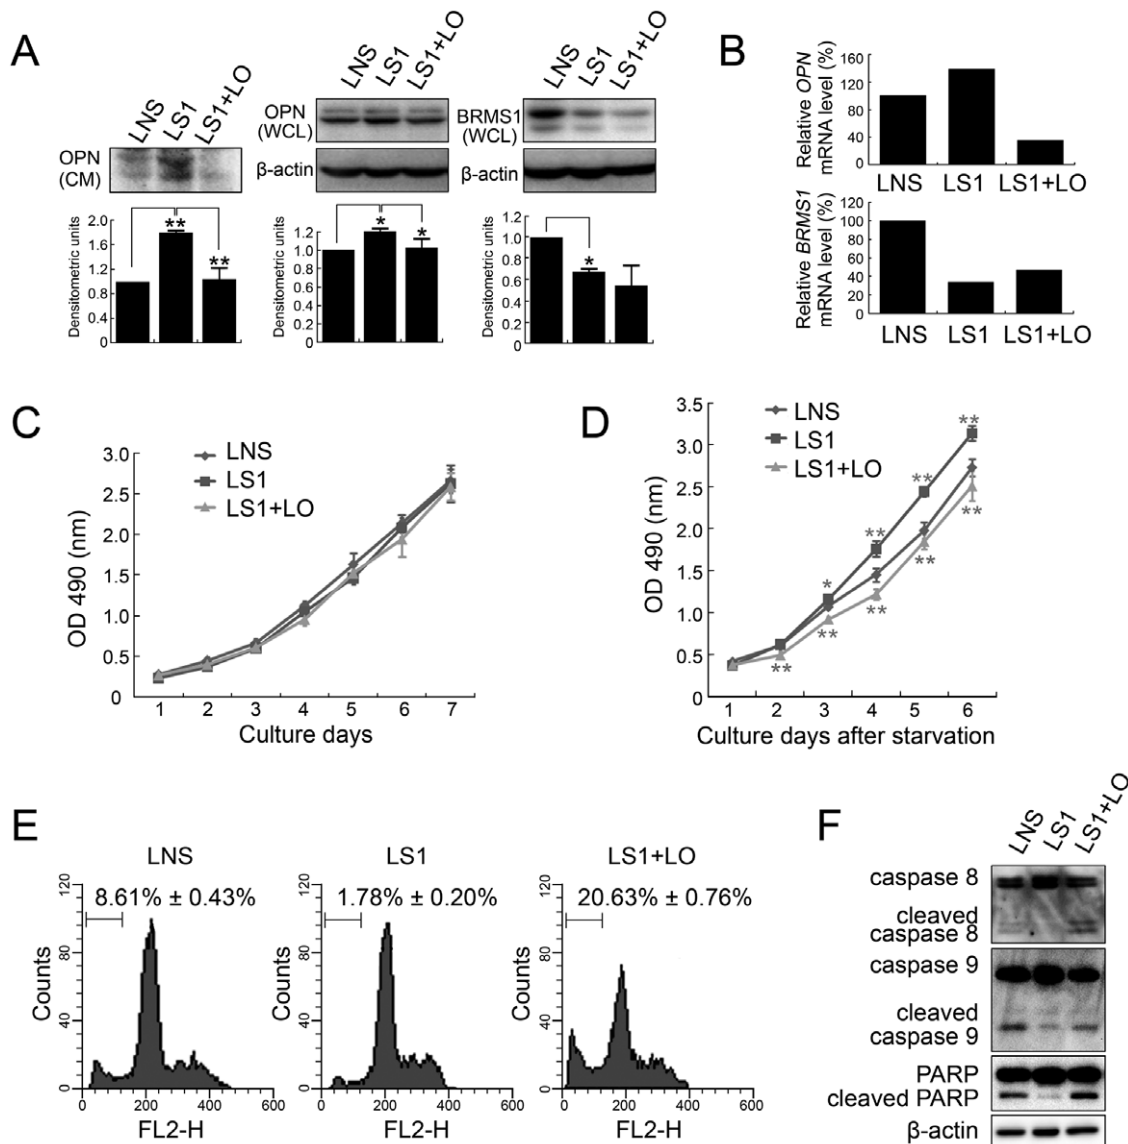 A
LNS LS1 LS1+LO
OPN
(CM)
Densitometric units
2.0
1.6
1.2
0.8
0.4
0
**
**
LNS LS1 LS1+LO
OPN
(WCL)
β-actin
Densitometric units
1.2
1.0
0.8
0.6
0.4
0.2
0
*
*
LNS LS1 LS1+LO
BRMS1
(WCL)
β-actin
Densitometric units
1.2
1.0
0.8
0.6
0.4
0.2
0
*
B
Relative OPN
mRNA level (%)
160
120
80
40
0
LNS LS1 LS1+LO
Relative BRMS1
mRNA level (%)
120
100
80
60
40
20
0
LNS LS1 LS1+LO
C
LNS
LS1
LS1+LO
OD 490 (nm)
3.0
2.5
2.0
1.5
1.0
0.5
0
1 2 3 4 5 6 7
Culture days
D
LNS
LS1
LS1+LO
OD 490 (nm)
3.5
3.0
2.5
2.0
1.5
1.0
0.5
0
** * ** ** ** ** ** ** **
1 2 3 4 5 6
Culture days after starvation
E
LNS
8.61% ± 0.43%
Counts
120
80
40
0
0 200 400 600
FL2-H
LS1
1.78% ± 0.20%
Counts
120
80
40
0
0 200 400 600
FL2-H
LS1+LO
20.63% ± 0.76%
Counts
120
80
40
0
0 200 400 600
FL2-H
F
LNS LS1 LS1+LO
caspase 8
cleaved
caspase 8
caspase 9
cleaved
caspase 9
PARP
cleaved PARP
β-actin